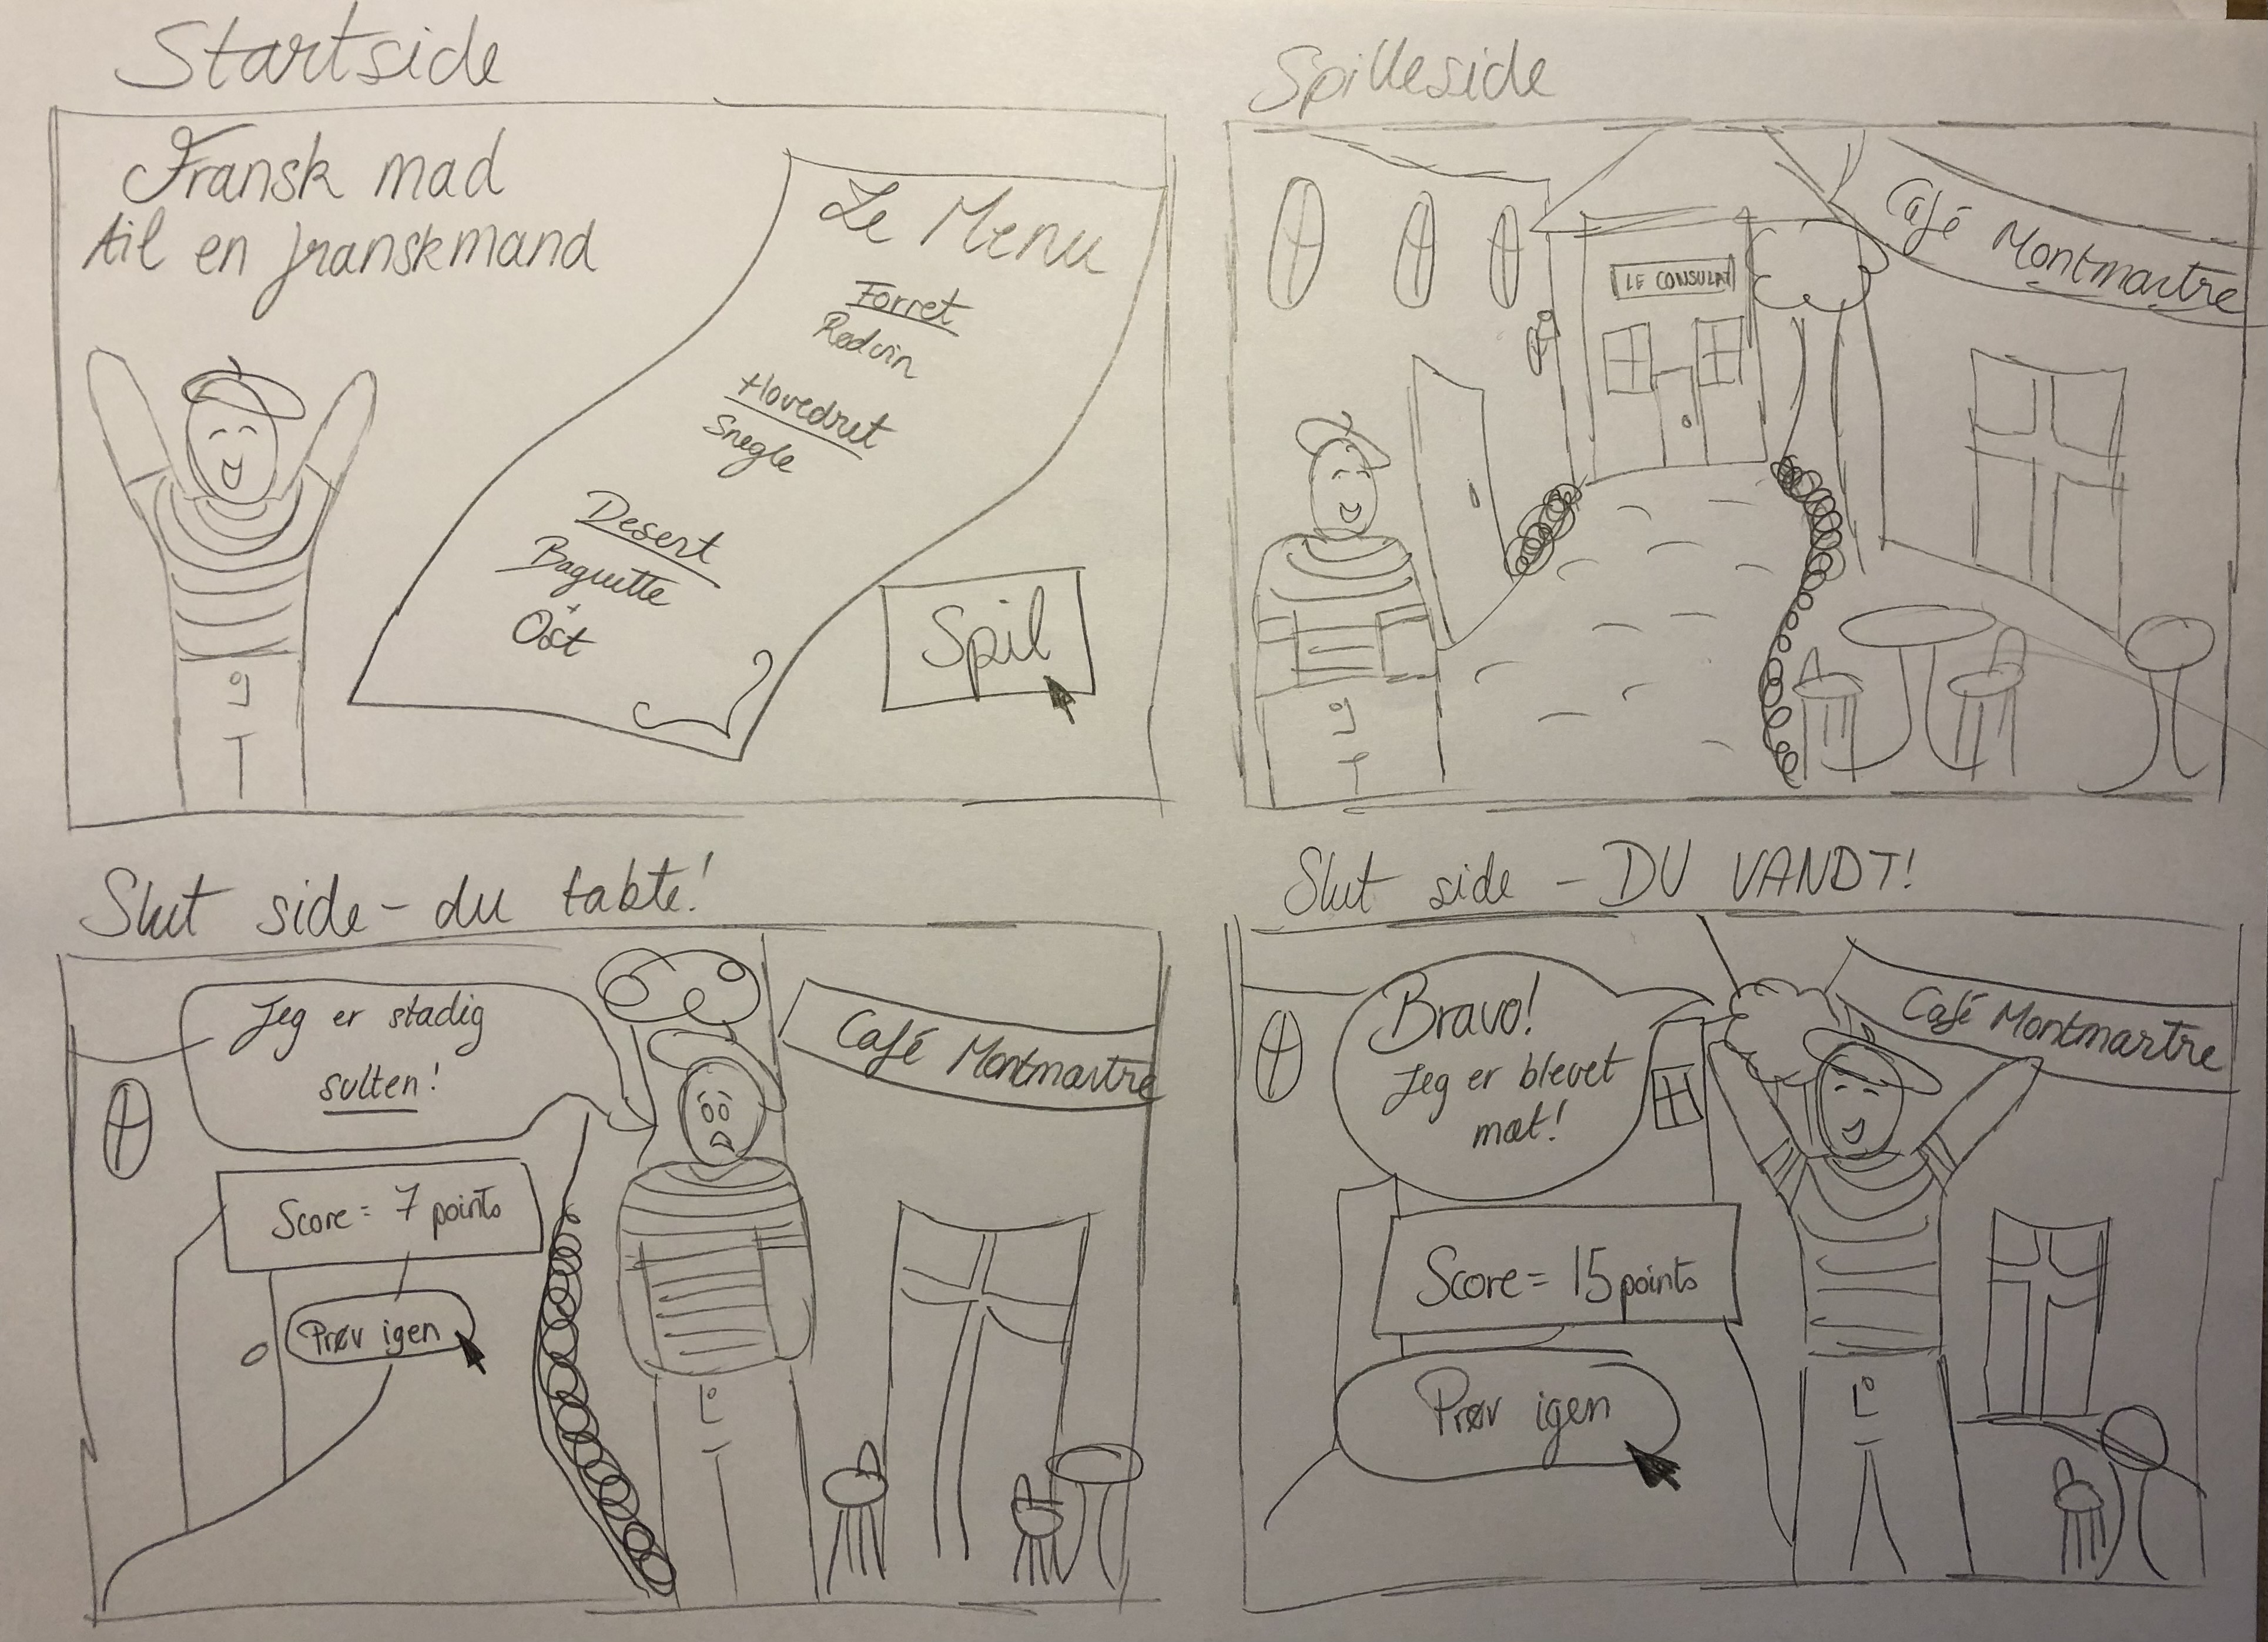 Startside
Fransk mad
til en franskmand
Le Menu
Forret
Rødvin
Hovedret
Snegle
Desert
Baguette
+
Ost
Spil
Spilleside
LE CONSULAT
Café Montmartre
Slut side - du tabte!
Jeg er stadig
sulten!
Café Montmartre
Score = 7 points
Prøv igen
Slut side - DU VANDT!
Bravo!
Jeg er blevet
mæt!
Café Montmartre
Score = 15 points
Prøv igen